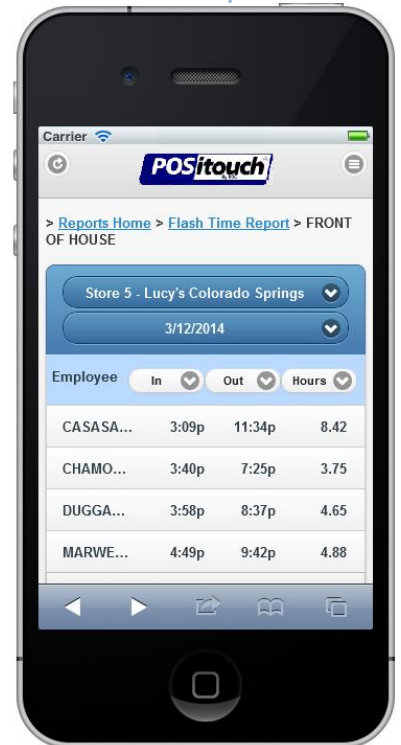 Carrier
POSitouch
> Reports Home > Flash Time Report > FRONT
OF HOUSE
Store 5 - Lucy's Colorado Springs
3/12/2014
Employee In Out Hours
CASASA... 3:09p 11:34p 8.42
CHAMO... 3:40p 7:25p 3.75
DUGGA... 3:58p 8:37p 4.65
MARWE... 4:49p 9:42p 4.88